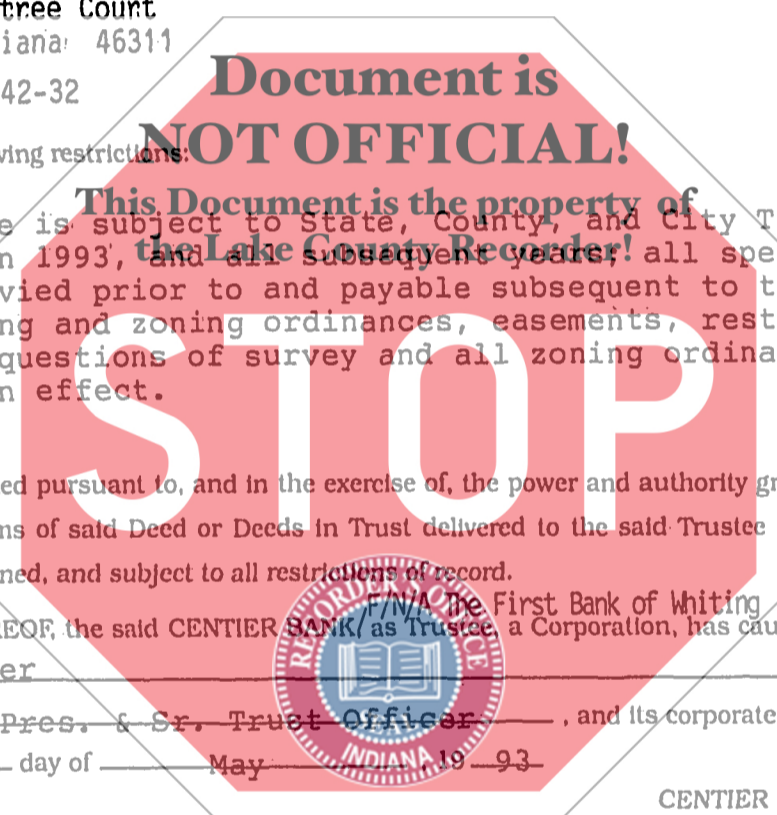 tree Court
iana 46311
42-32
Document is
NOT OFFICIAL!
ving restrictions:
This Document is the property of
the Lake County Recorder!
e is subject to State, County, and City T
n 1993, and all subsequent years; all spe
vied prior to and payable subsequent to t
ng and zoning ordinances, easements, rest
questions of survey and all zoning ordina
n effect.
STOP
ed pursuant to, and in the exercise of, the power and authority gr
ns of said Deed or Deeds in Trust delivered to the said Trustee
ned, and subject to all restrictions of record.
F/N/A The First Bank of Whiting
REOF, the said CENTIER BANK, as Trustee, a Corporation, has cau
er
Pres. & Sr. Trust Officer , and its corporate
day of May , 19 93
RECORDER'S OFFICE
INDIANA
CENTIER